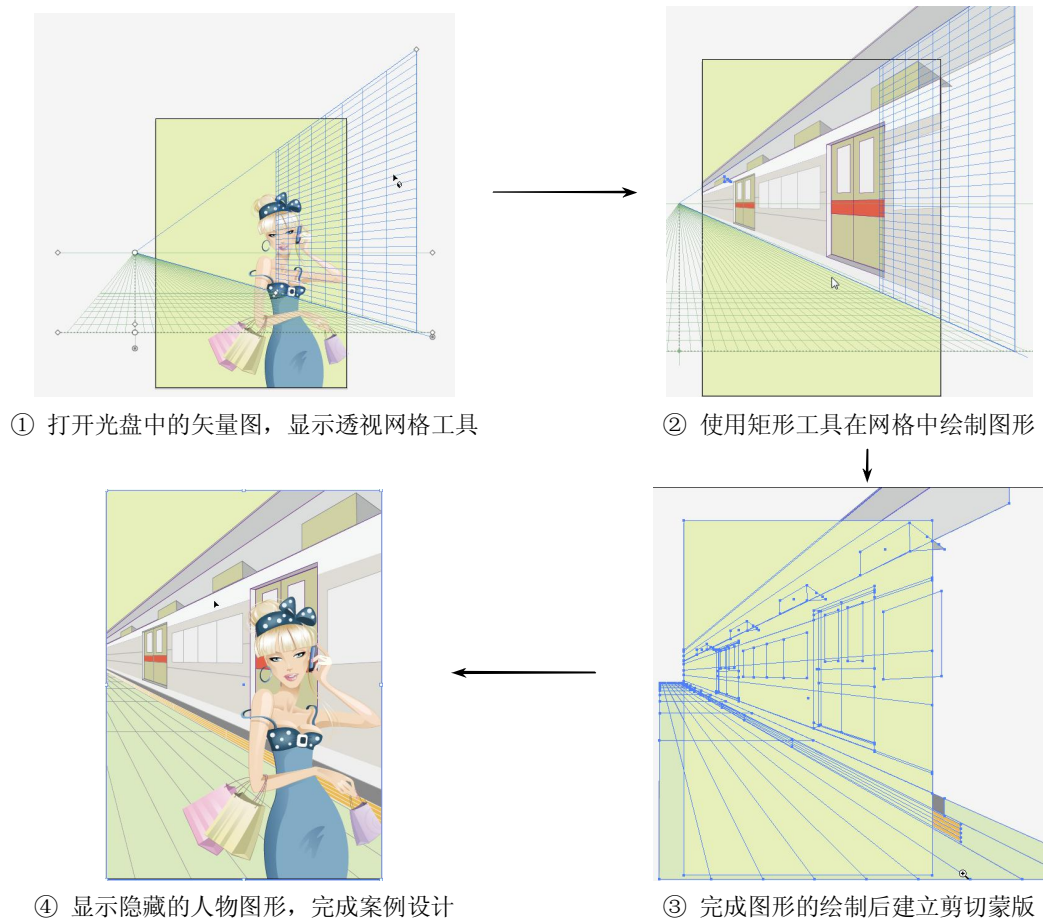 ① 打开光盘中的矢量图，显示透视网格工具
② 使用矩形工具在网格中绘制图形
③ 完成图形的绘制后建立剪切蒙版
④ 显示隐藏的人物图形，完成案例设计